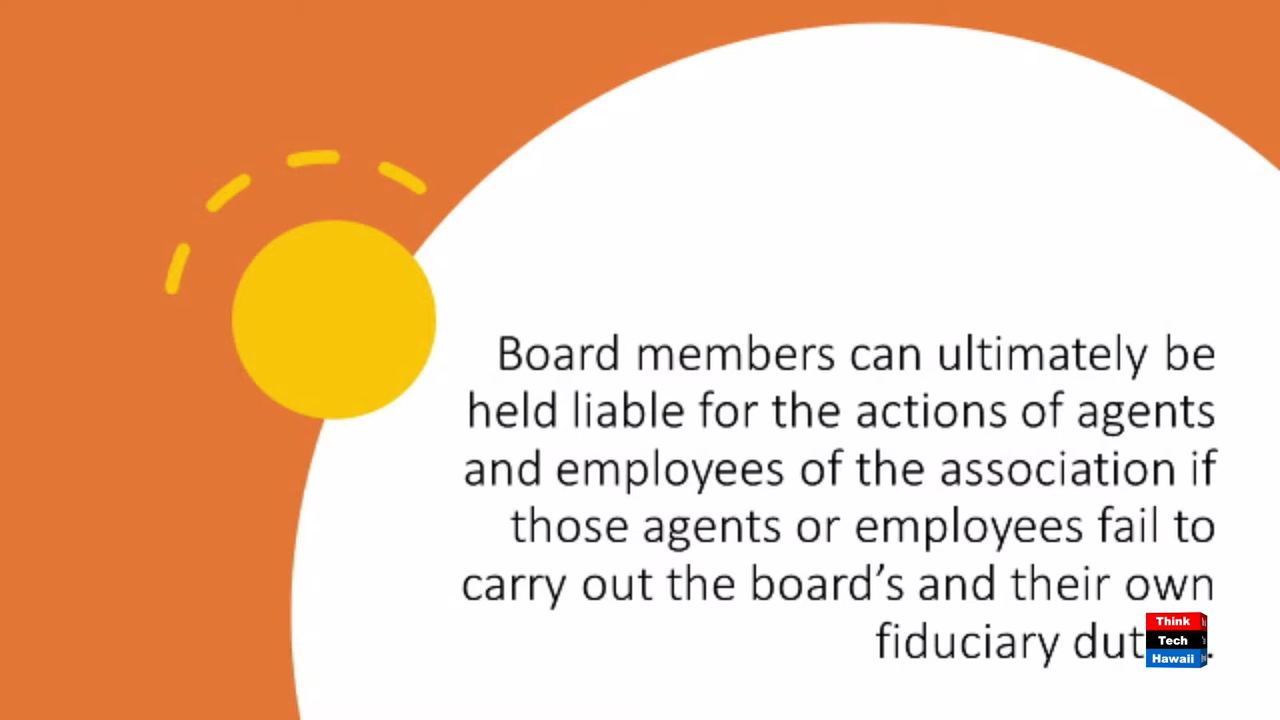 Board members can ultimately be
held liable for the actions of agents
and employees of the association if
those agents or employees fail to
carry out the board’s and their own
fiduciary
Think
Tech
Hawaii